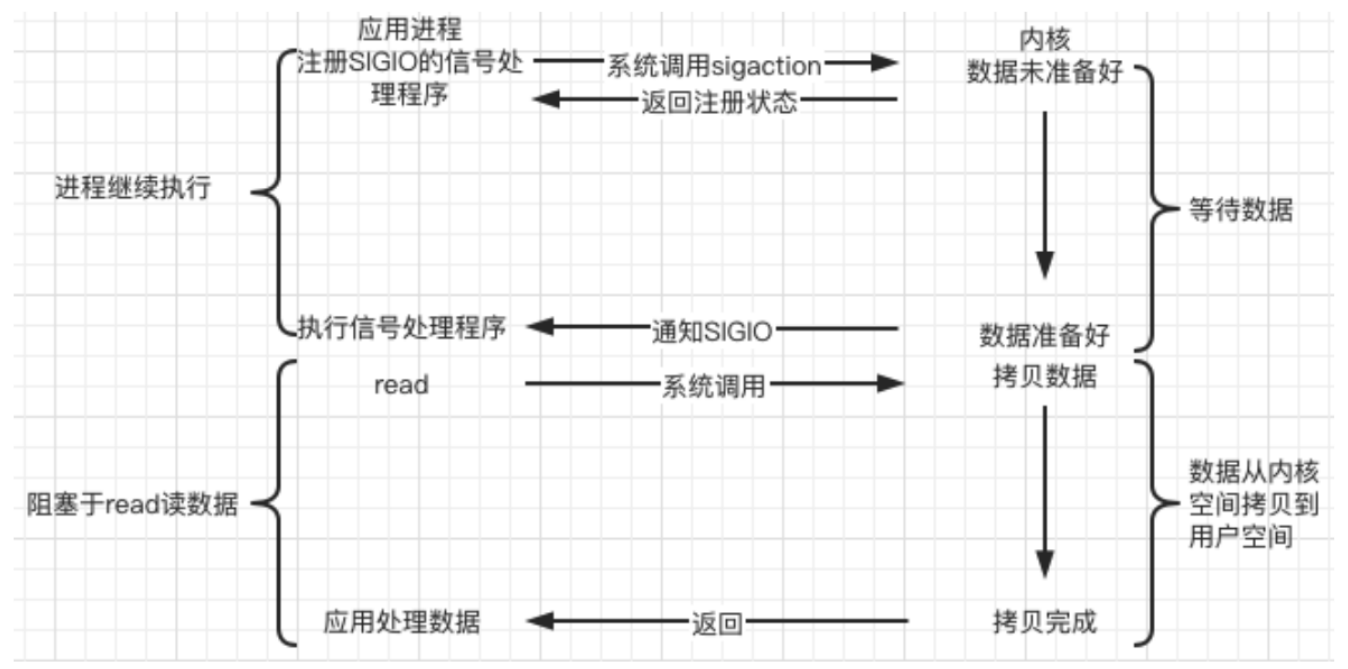 应用进程
注册SIGIO的信号处
理程序
系统调用sigaction
返回注册状态
内核
数据未准备好
进程继续执行
等待数据
执行信号处理程序
通知SIGIO
数据准备好
read
系统调用
拷贝数据
阻塞于read读数据
数据从内核
空间拷贝到
用户空间
应用处理数据
返回
拷贝完成